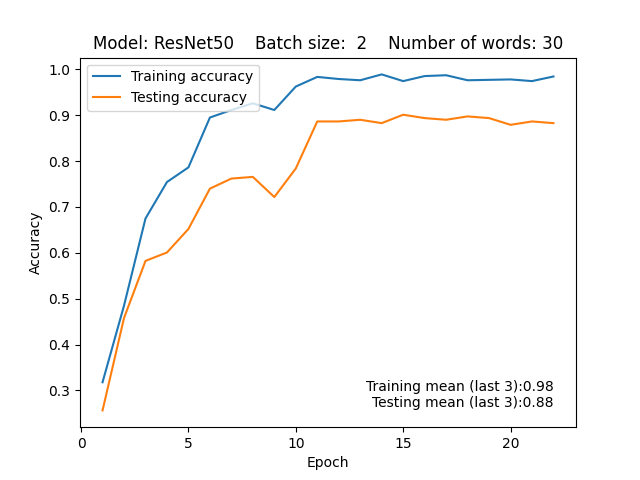 Model: ResNet50    Batch size:  2    Number of words: 30
1.0
0.9
0.8
0.7
0.6
0.5
0.4
0.3
Accuracy
Training accuracy
Testing accuracy
Training mean (last 3):0.98
Testing mean (last 3):0.88
0 5 10 15 20
Epoch